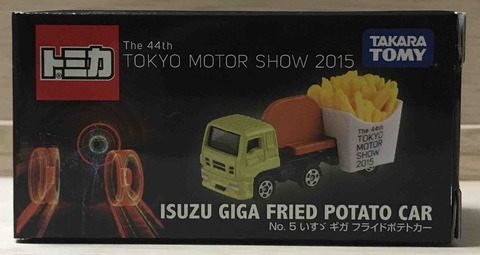 トミカ
The 44th
TOKYO MOTOR SHOW 2015
TAKARA
TOMY
The 44th
TOKYO
MOTOR
SHOW
2015
ISUZU GIGA FRIED POTATO CAR
No. 5 いすゞ ギガ フライドポテトカー